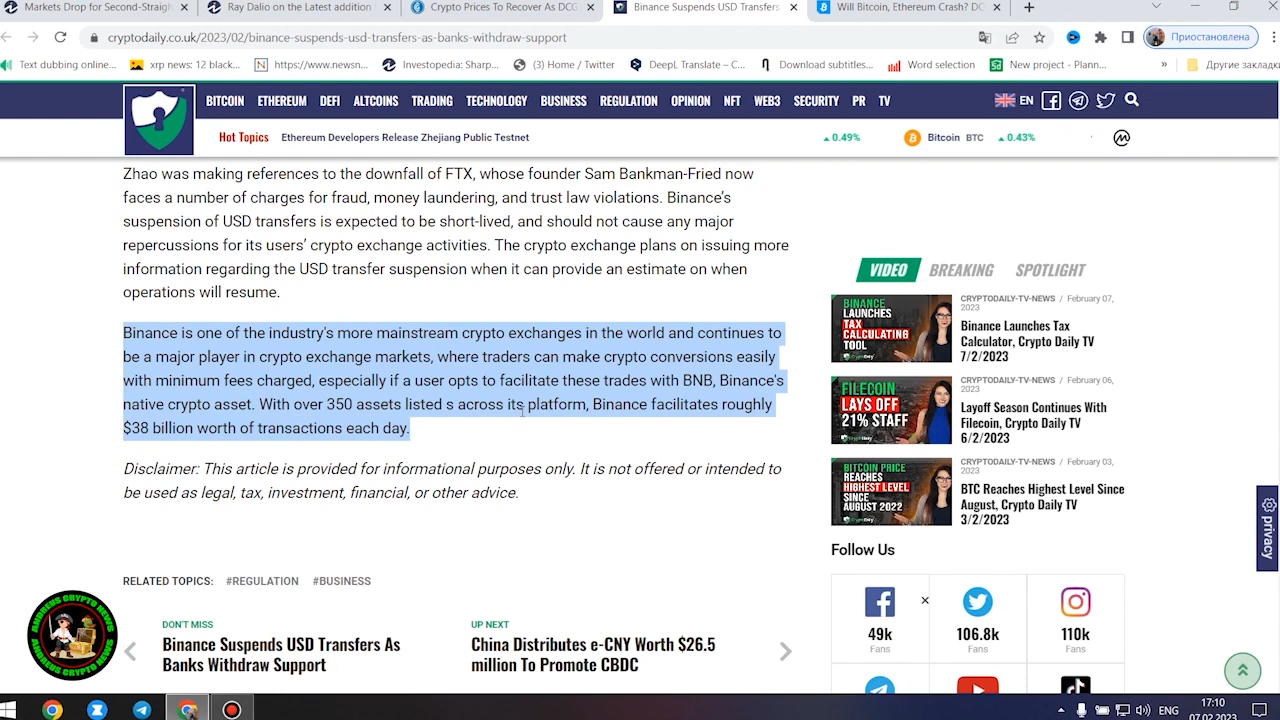 Markets Drop for Second-Straigh
Ray Dalio on the Latest addition
Crypto Prices To Recover As DCG
Binance Suspends USD Transfers
Will Bitcoin, Ethereum Crash? DC
cryptodaily.co.uk/2023/02/binance-suspends-usd-transfers-as-banks-withdraw-support
Приостановлена
Text dubbing online...
xrp news: 12 black...
https://www.newsn...
Investopedia: Sharp...
(3) Home / Twitter
DeepL Translate – C...
Download subtitles...
Word selection
New project - Plann...
»
Другие закладки
BITCOIN ETHEREUM DEFI ALTCOINS TRADING TECHNOLOGY BUSINESS REGULATION OPINION NFT WEB3 SECURITY PR TV
EN
Hot Topics Ethereum Developers Release Zhejiang Public Testnet
0.49% Bitcoin BTC 0.43%
Zhao was making references to the downfall of FTX, whose founder Sam Bankman-Fried now
faces a number of charges for fraud, money laundering, and trust law violations. Binance's
suspension of USD transfers is expected to be short-lived, and should not cause any major
repercussions for its users' crypto exchange activities. The crypto exchange plans on issuing more
information regarding the USD transfer suspension when it can provide an estimate on when
operations will resume.
Binance is one of the industry's more mainstream crypto exchanges in the world and continues to
be a major player in crypto exchange markets, where traders can make crypto conversions easily
with minimum fees charged, especially if a user opts to facilitate these trades with BNB, Binance's
native crypto asset. With over 350 assets listed s across its platform, Binance facilitates roughly
$38 billion worth of transactions each day.
Disclaimer: This article is provided for informational purposes only. It is not offered or intended to
be used as legal, tax, investment, financial, or other advice.
RELATED TOPICS: #REGULATION #BUSINESS
DON'T MISS
Binance Suspends USD Transfers As
Banks Withdraw Support
UP NEXT
China Distributes e-CNY Worth $26.5
million To Promote CBDC
VIDEO BREAKING SPOTLIGHT
BINANCE
LAUNCHES
TAX
CALCULATING
TOOL
CRYPTODAILY-TV-NEWS / February 07,
2023
Binance Launches Tax
Calculator, Crypto Daily TV
7/2/2023
FILECOIN
LAYS OFF
21% STAFF
CRYPTODAILY-TV-NEWS / February 06,
2023
Layoff Season Continues With
Filecoin, Crypto Daily TV
6/2/2023
BITCOIN PRICE
REACHES
HIGHEST LEVEL
SINCE
AUGUST 2022
CRYPTODAILY-TV-NEWS / February 03,
2023
BTC Reaches Highest Level Since
August, Crypto Daily TV
3/2/2023
Follow Us
49k
Fans
106.8k
Fans
110k
Fans
privacy
ANDREUS CRYPTO NEWS
ANDREUS CRYPTO NEWS
ENG
17:10
07.02.2023